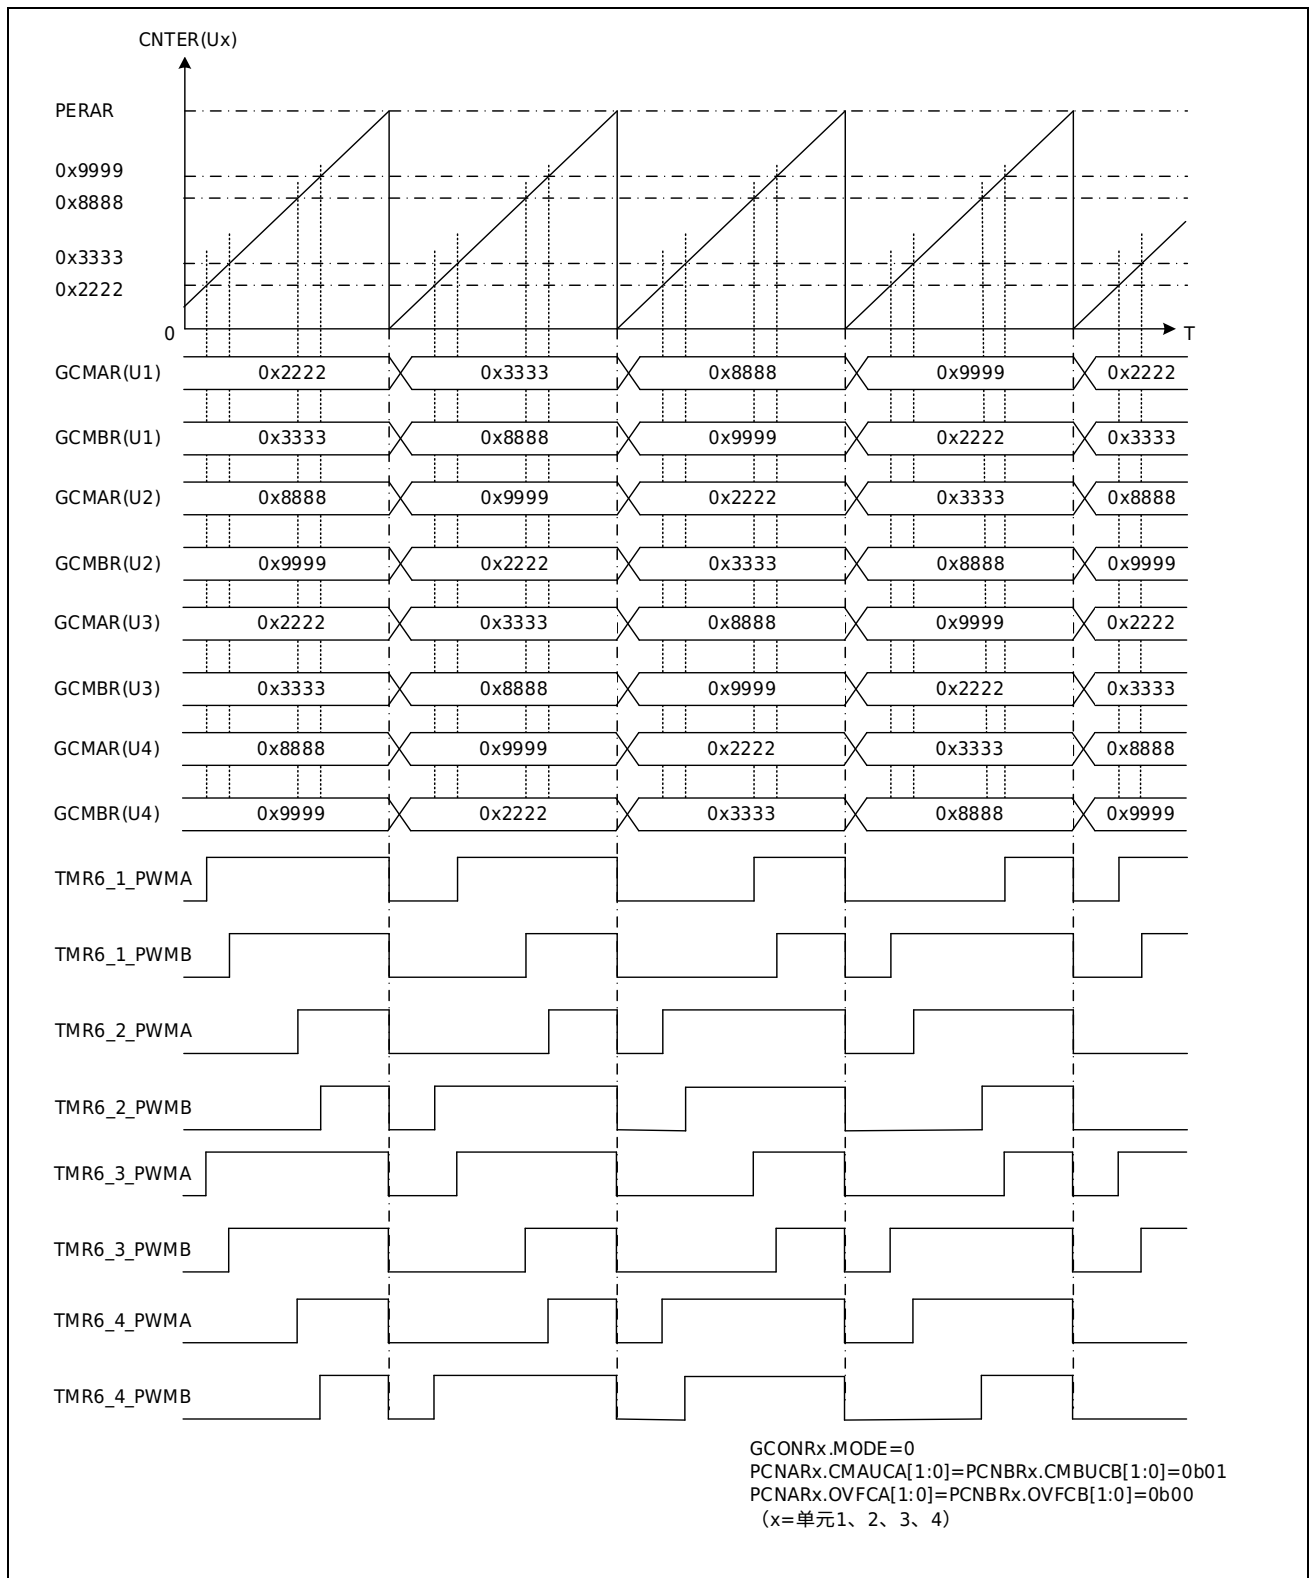 CNTER(Ux)
PERAR
0x9999
0x8888
0x3333
0x2222
0
T
GCMAR(U1) 0x2222 0x3333 0x8888 0x9999 0x2222
GCMBR(U1) 0x3333 0x8888 0x9999 0x2222 0x3333
GCMAR(U2) 0x8888 0x9999 0x2222 0x3333 0x8888
GCMBR(U2) 0x9999 0x2222 0x3333 0x8888 0x9999
GCMAR(U3) 0x2222 0x3333 0x8888 0x9999 0x2222
GCMBR(U3) 0x3333 0x8888 0x9999 0x2222 0x3333
GCMAR(U4) 0x8888 0x9999 0x2222 0x3333 0x8888
GCMBR(U4) 0x9999 0x2222 0x3333 0x8888 0x9999
TMR6_1_PWMA
TMR6_1_PWMB
TMR6_2_PWMA
TMR6_2_PWMB
TMR6_3_PWMA
TMR6_3_PWMB
TMR6_4_PWMA
TMR6_4_PWMB
GCONRx.MODE=0
PCNARx.CMAUCA[1:0]=PCNBRx.CMBUCB[1:0]=0b01
PCNARx.OVFCA[1:0]=PCNBRx.OVFCB[1:0]=0b00
（x=单元1、2、3、4）